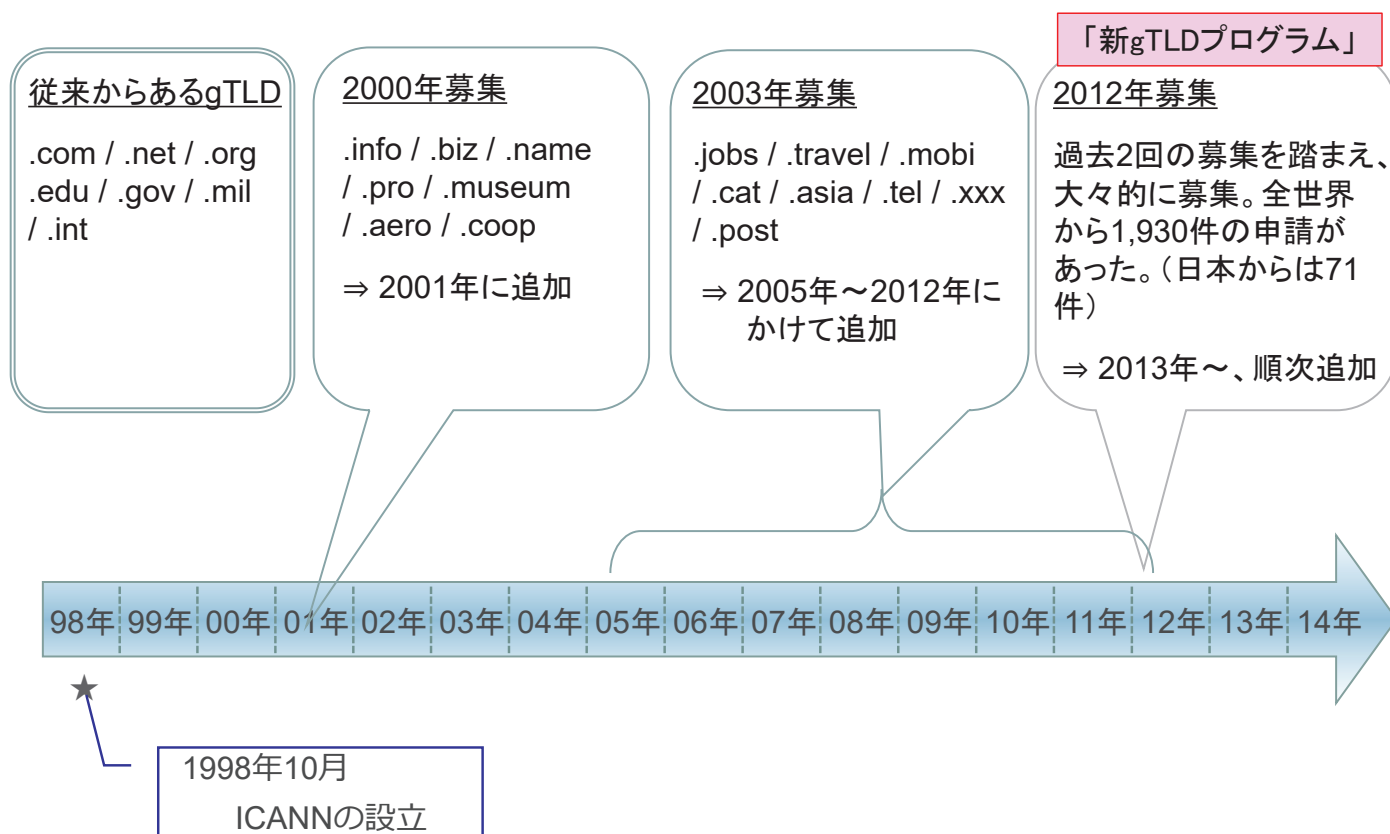 「新gTLDプログラム」
従来からあるgTLD
.com / .net / .org
.edu / .gov / .mil
/ .int
2000年募集
.info / .biz / .name
/ .pro / .museum
/ .aero / .coop
⇒ 2001年に追加
2003年募集
.jobs / .travel / .mobi
/ .cat / .asia / .tel / .xxx
/ .post
⇒ 2005年～2012年に
かけて追加
2012年募集
過去2回の募集を踏まえ、
大々的に募集。全世界
から1,930件の申請が
あった。（日本からは71
件）
⇒ 2013年～、順次追加
98年 99年 00年 01年 02年 03年 04年 05年 06年 07年 08年 09年 10年 11年 12年 13年 14年
★
1998年10月
ICANNの設立